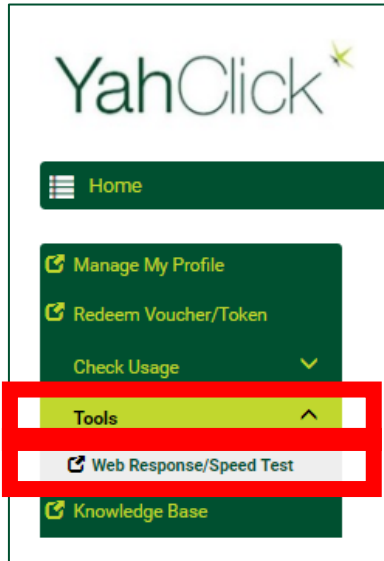 YahClick
Home
Manage My Profile
Redeem Voucher/Token
Check Usage
Tools
Web Response/Speed Test
Knowledge Base